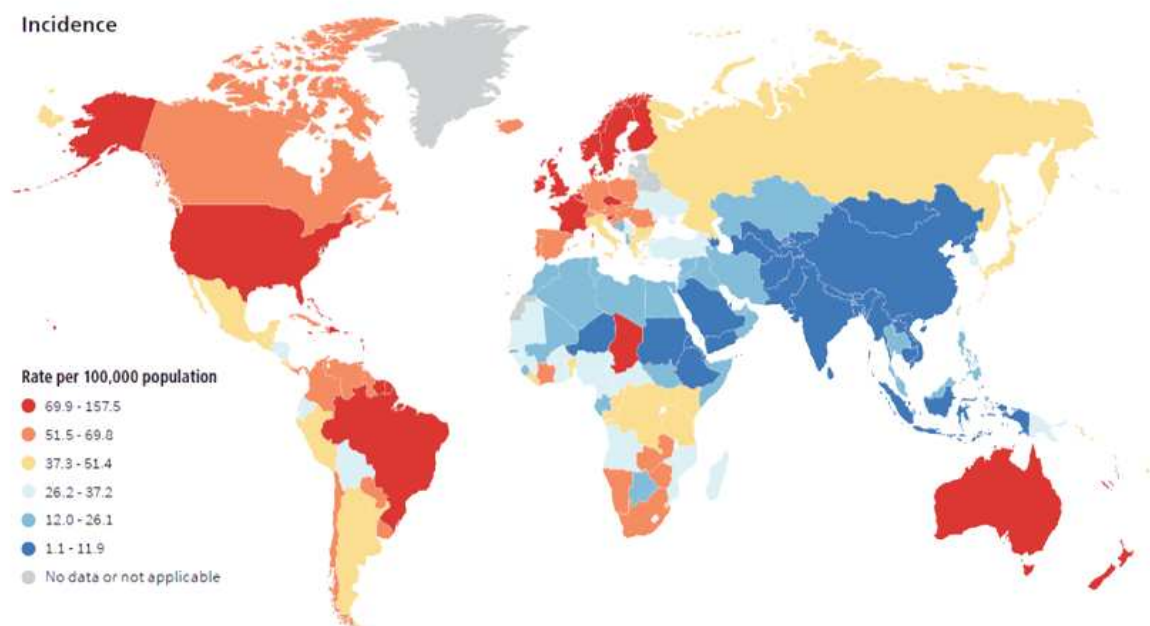 Incidence
Rate per 100,000 population
69.9 - 157.5
51.5 - 69.8
37.3 - 51.4
26.2 - 37.2
12.0 - 26.1
1.1 - 11.9
No data or not applicable